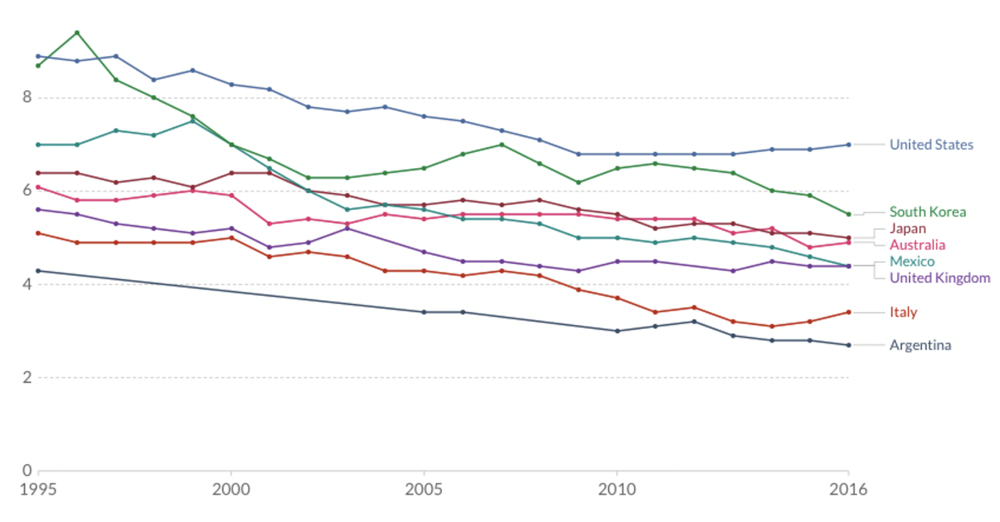 8
6
4
2
0
1995 2000 2005 2010 2016
United States
South Korea
Japan
Australia
Mexico
United Kingdom
Italy
Argentina